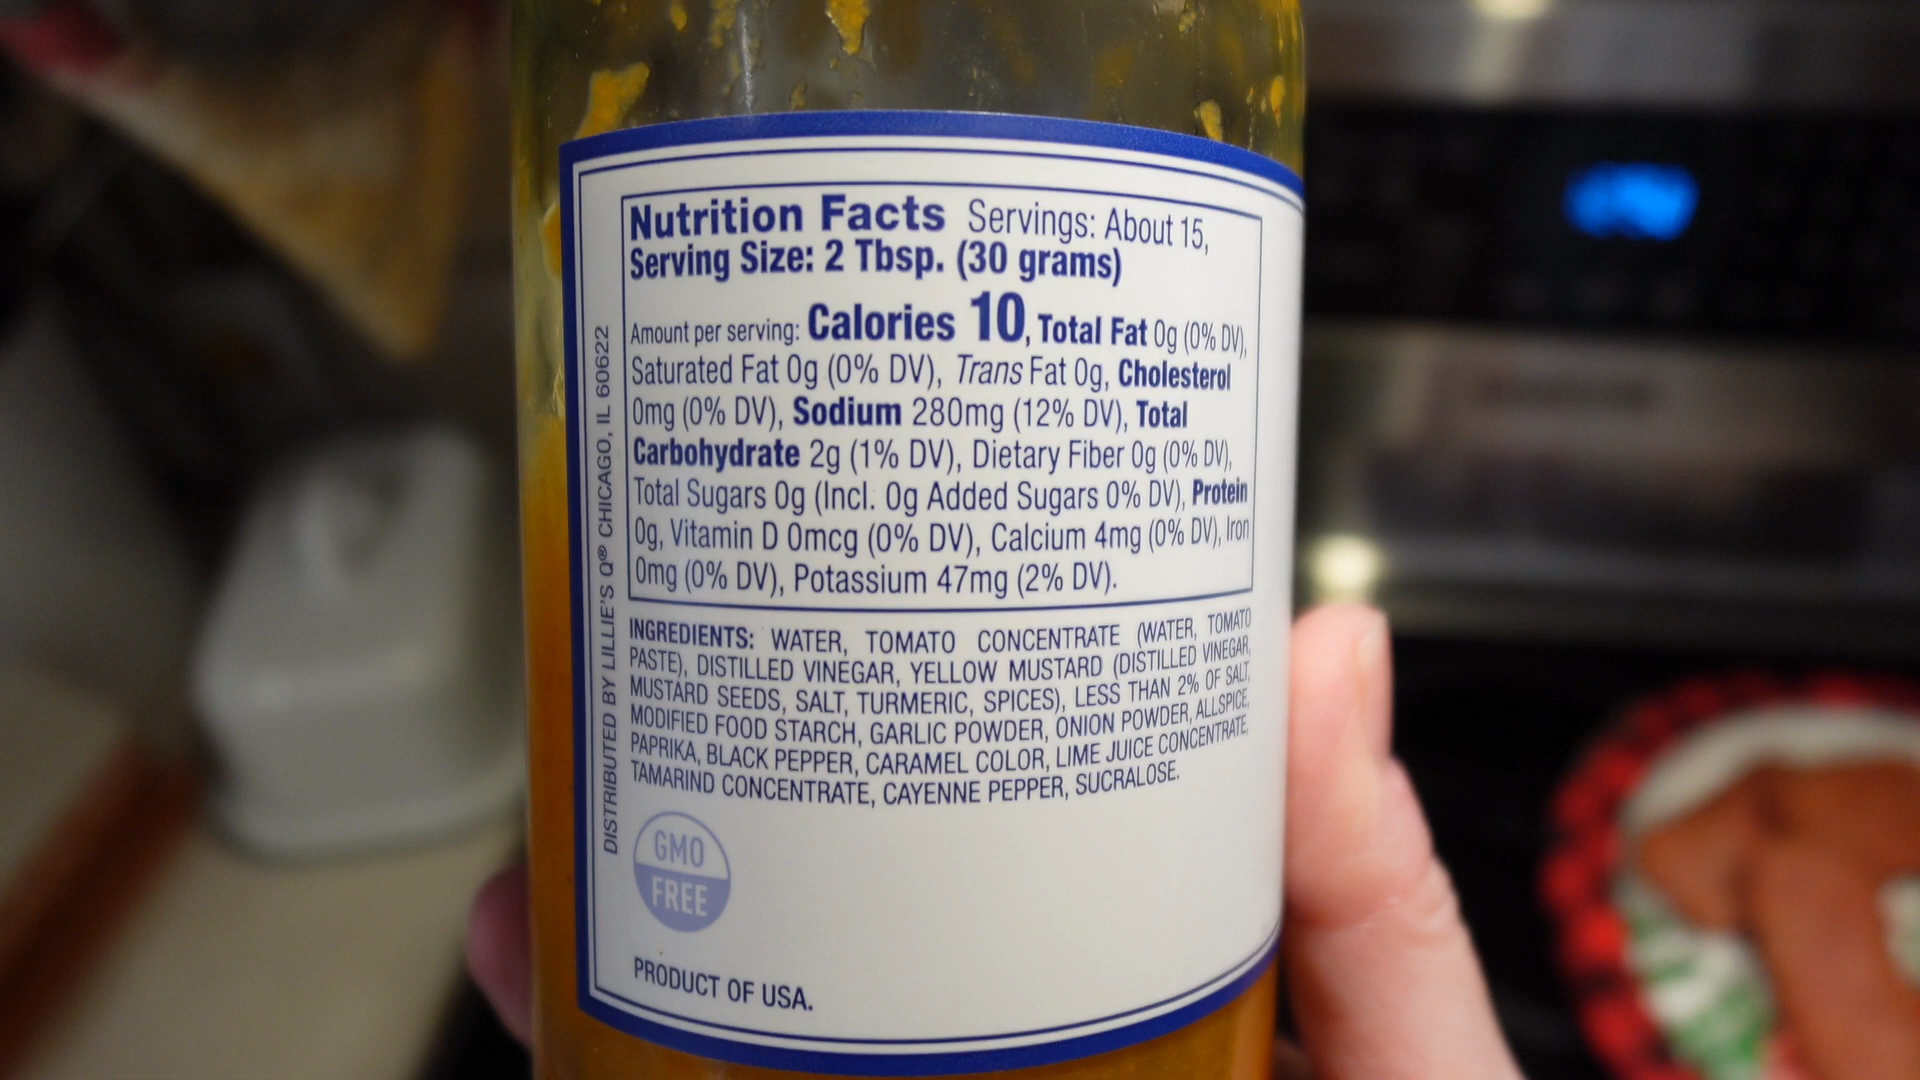 Nutrition Facts Servings: About 15,
Serving Size: 2 Tbsp. (30 grams)
Amount per serving: Calories 10, Total Fat 0g (0% DV),
Saturated Fat 0g (0% DV), Trans Fat 0g, Cholesterol
0mg (0% DV), Sodium 280mg (12% DV), Total
Carbohydrate 2g (1% DV), Dietary Fiber 0g (0% DV),
Total Sugars 0g (Incl. 0g Added Sugars 0% DV), Protein
0g, Vitamin D 0mcg (0% DV), Calcium 4mg (0% DV), Iron
0mg (0% DV), Potassium 47mg (2% DV).
INGREDIENTS: WATER, TOMATO CONCENTRATE (WATER, TOMATO
PASTE), DISTILLED VINEGAR, YELLOW MUSTARD (DISTILLED VINEGAR,
MUSTARD SEEDS, SALT, TURMERIC, SPICES), LESS THAN 2% OF SALT,
MODIFIED FOOD STARCH, GARLIC POWDER, ONION POWDER, ALLSPICE,
PAPRIKA, BLACK PEPPER, CARAMEL COLOR, LIME JUICE CONCENTRATE,
TAMARIND CONCENTRATE, CAYENNE PEPPER, SUCRALOSE.
GMO
FREE
PRODUCT OF USA.
DISTRIBUTED BY LILLIE'S Q® CHICAGO, IL 60622